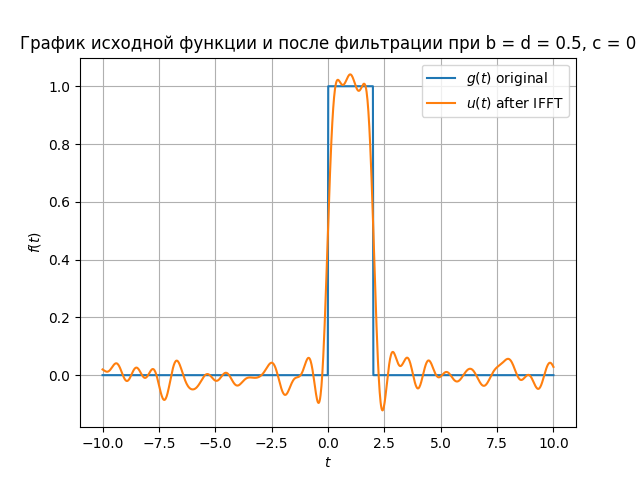 График исходной функции и после фильтрации при b = d = 0.5, c = 0
g(t) original
u(t) after IFFT
1.0
0.8
0.6
0.4
0.2
0.0
f(t)
−10.0 −7.5 −5.0 −2.5 0.0 2.5 5.0 7.5 10.0
t